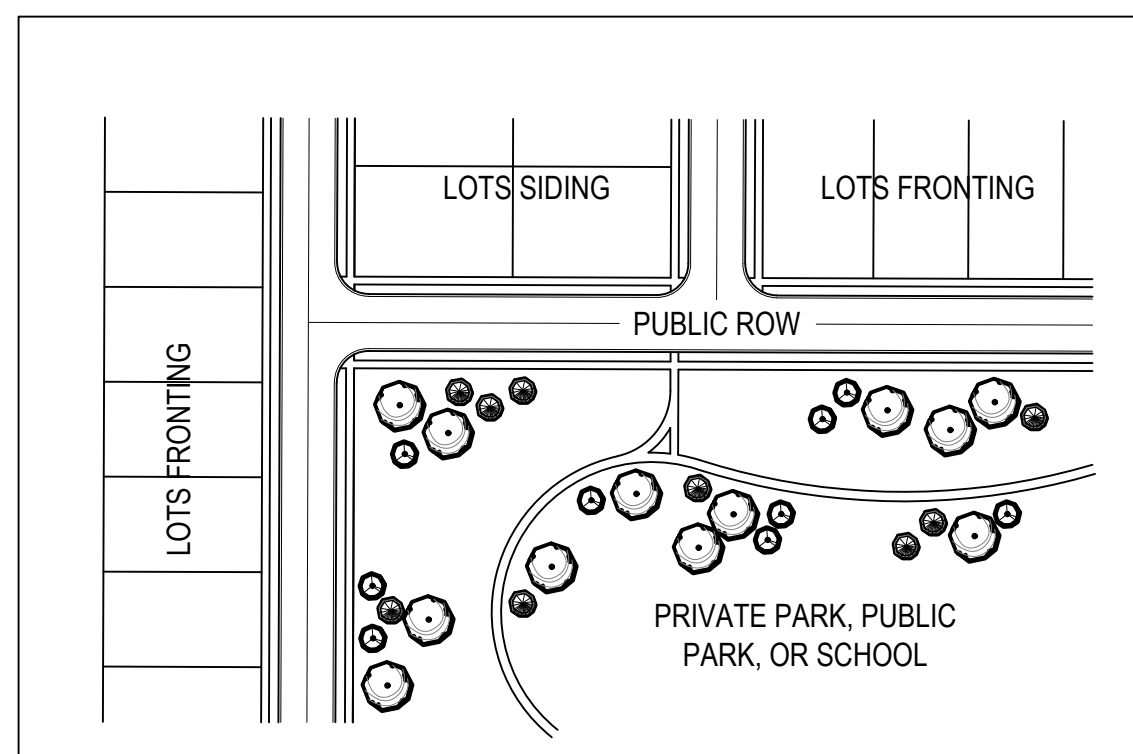 LOTS SIDING
LOTS FRONTING
PUBLIC ROW
LOTS FRONTING
PRIVATE PARK, PUBLIC
PARK, OR SCHOOL